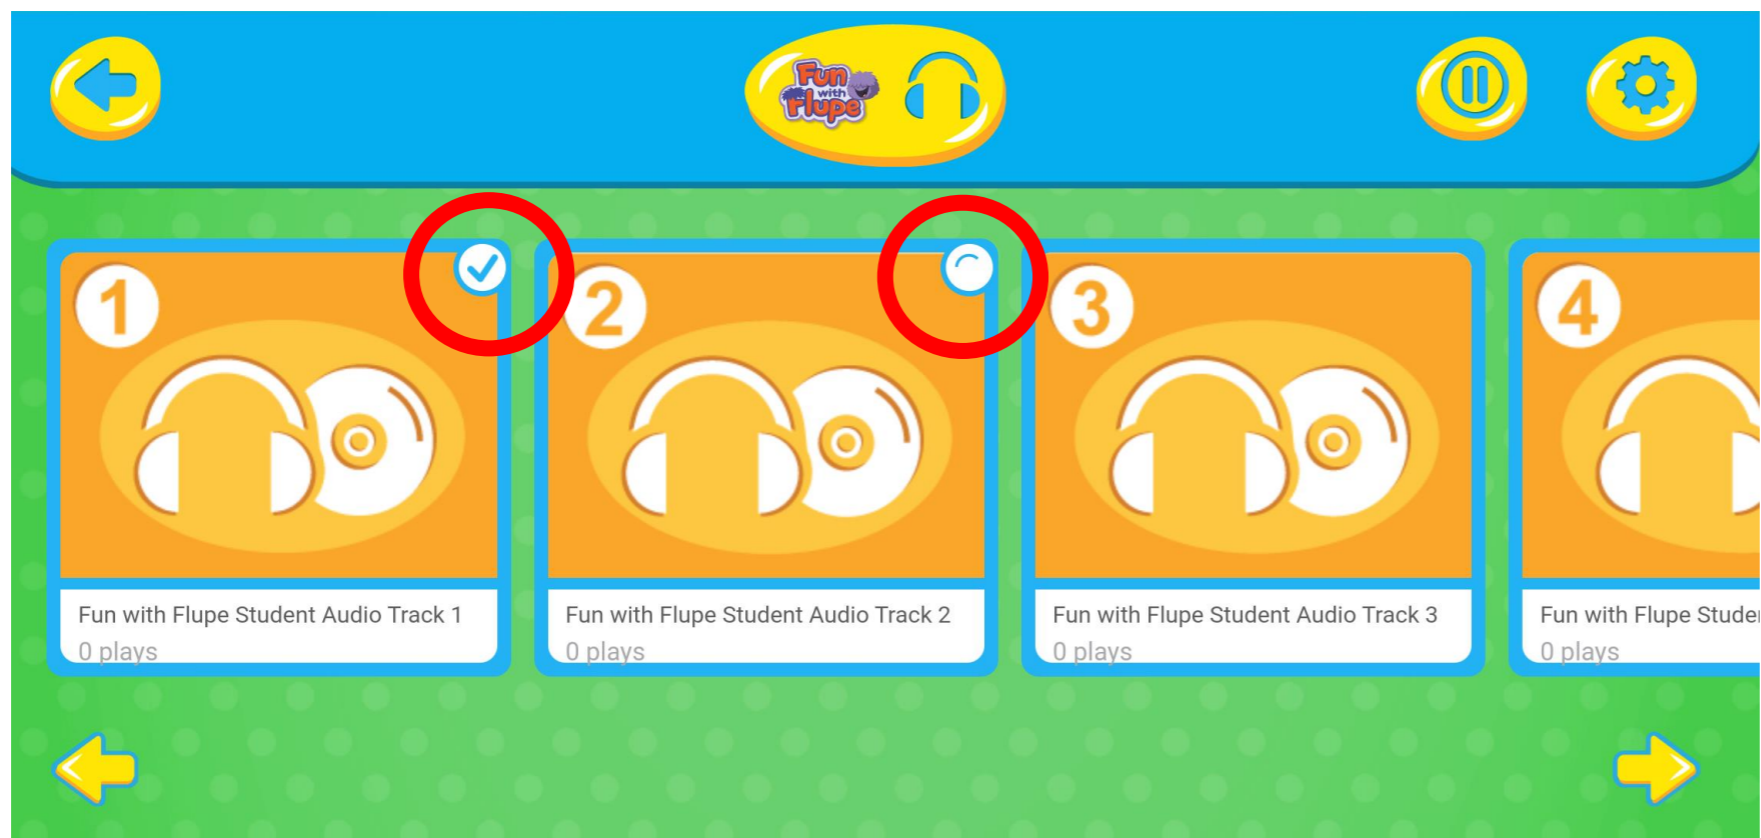 Fun
with
Flupe
1
2
3
4
Fun with Flupe Student Audio Track 1
0 plays
Fun with Flupe Student Audio Track 2
0 plays
Fun with Flupe Student Audio Track 3
0 plays
Fun with Flupe Studen
0 plays